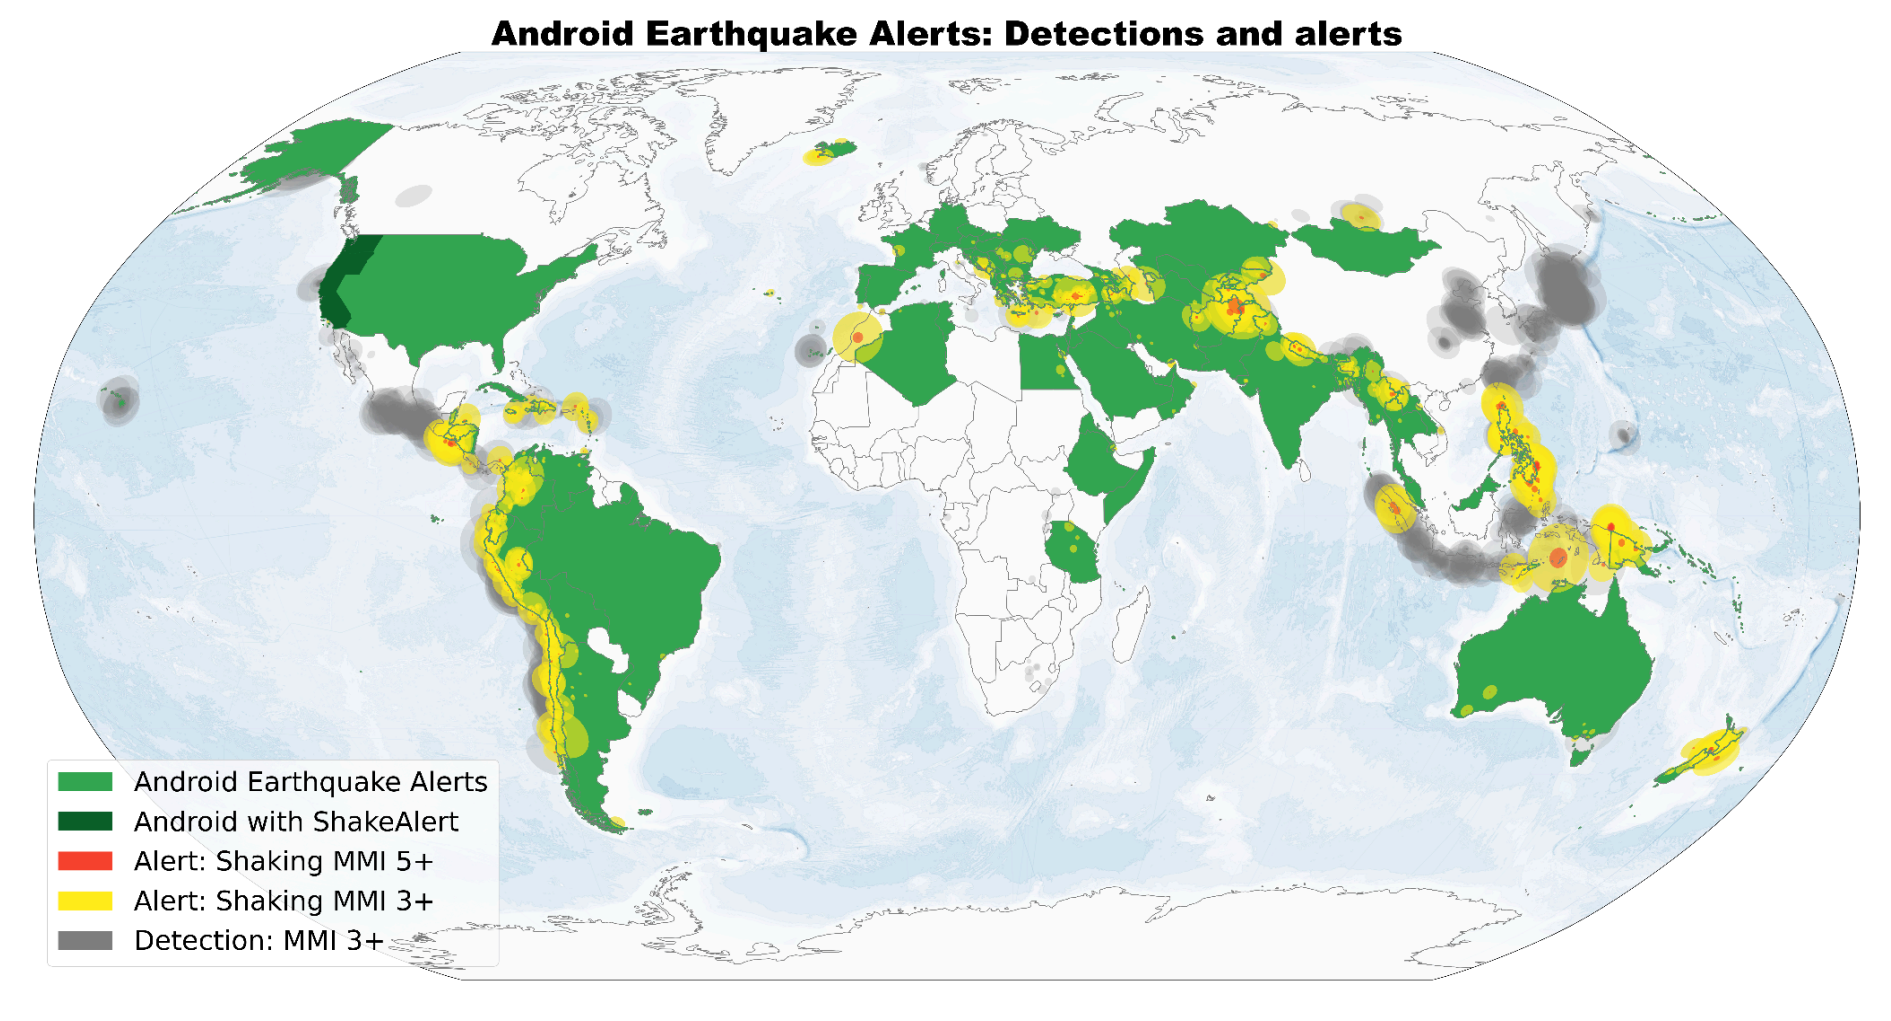 Android Earthquake Alerts: Detections and alerts
Android Earthquake Alerts
Android with ShakeAlert
Alert: Shaking MMI 5+
Alert: Shaking MMI 3+
Detection: MMI 3+